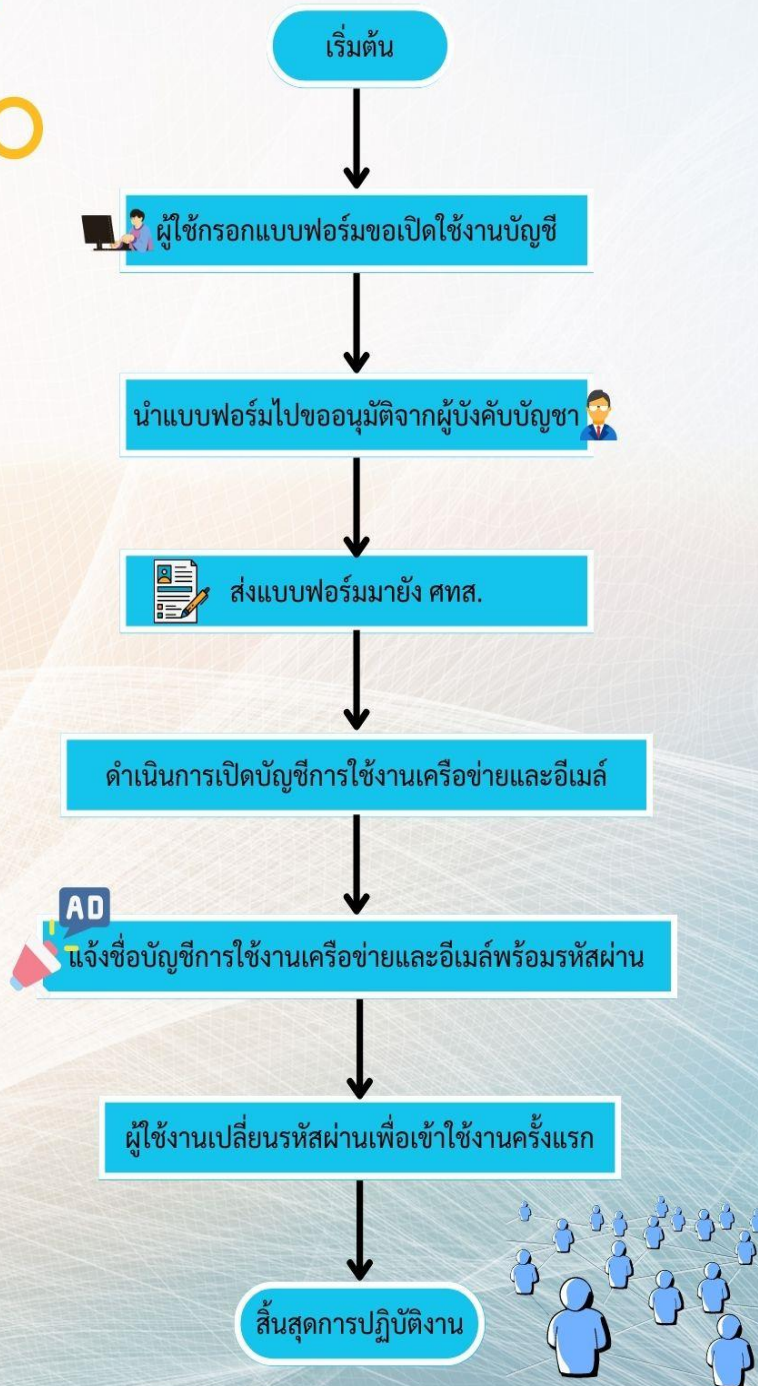 เริ่มต้น
ผู้ใช้กรอกแบบฟอร์มขอเปิดใช้งานบัญชี
นำแบบฟอร์มไปขออนุมัติจากผู้บังคับบัญชา
ส่งแบบฟอร์มมายัง ศทส.
ดำเนินการเปิดบัญชีการใช้งานเครือข่ายและอีเมล์
AD
แจ้งชื่อบัญชีการใช้งานเครือข่ายและอีเมล์พร้อมรหัสผ่าน
ผู้ใช้งานเปลี่ยนรหัสผ่านเพื่อเข้าใช้งานครั้งแรก
สิ้นสุดการปฏิบัติงาน